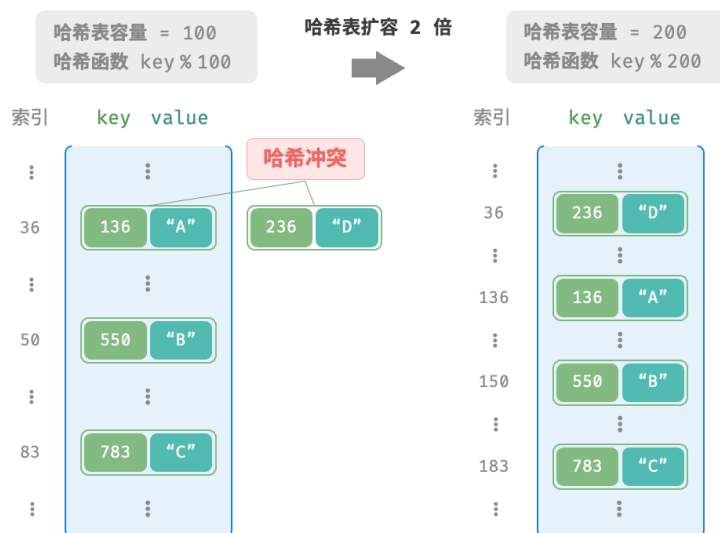 哈希表容量 = 100
哈希函数 key%100
哈希表扩容 2 倍
哈希表容量 = 200
哈希函数 key%200
索引 key value
哈希冲突
36 136 “A” 236 “D”
50 550 “B”
83 783 “C”
索引 key value
36 236 “D”
136 136 “A”
150 550 “B”
183 783 “C”